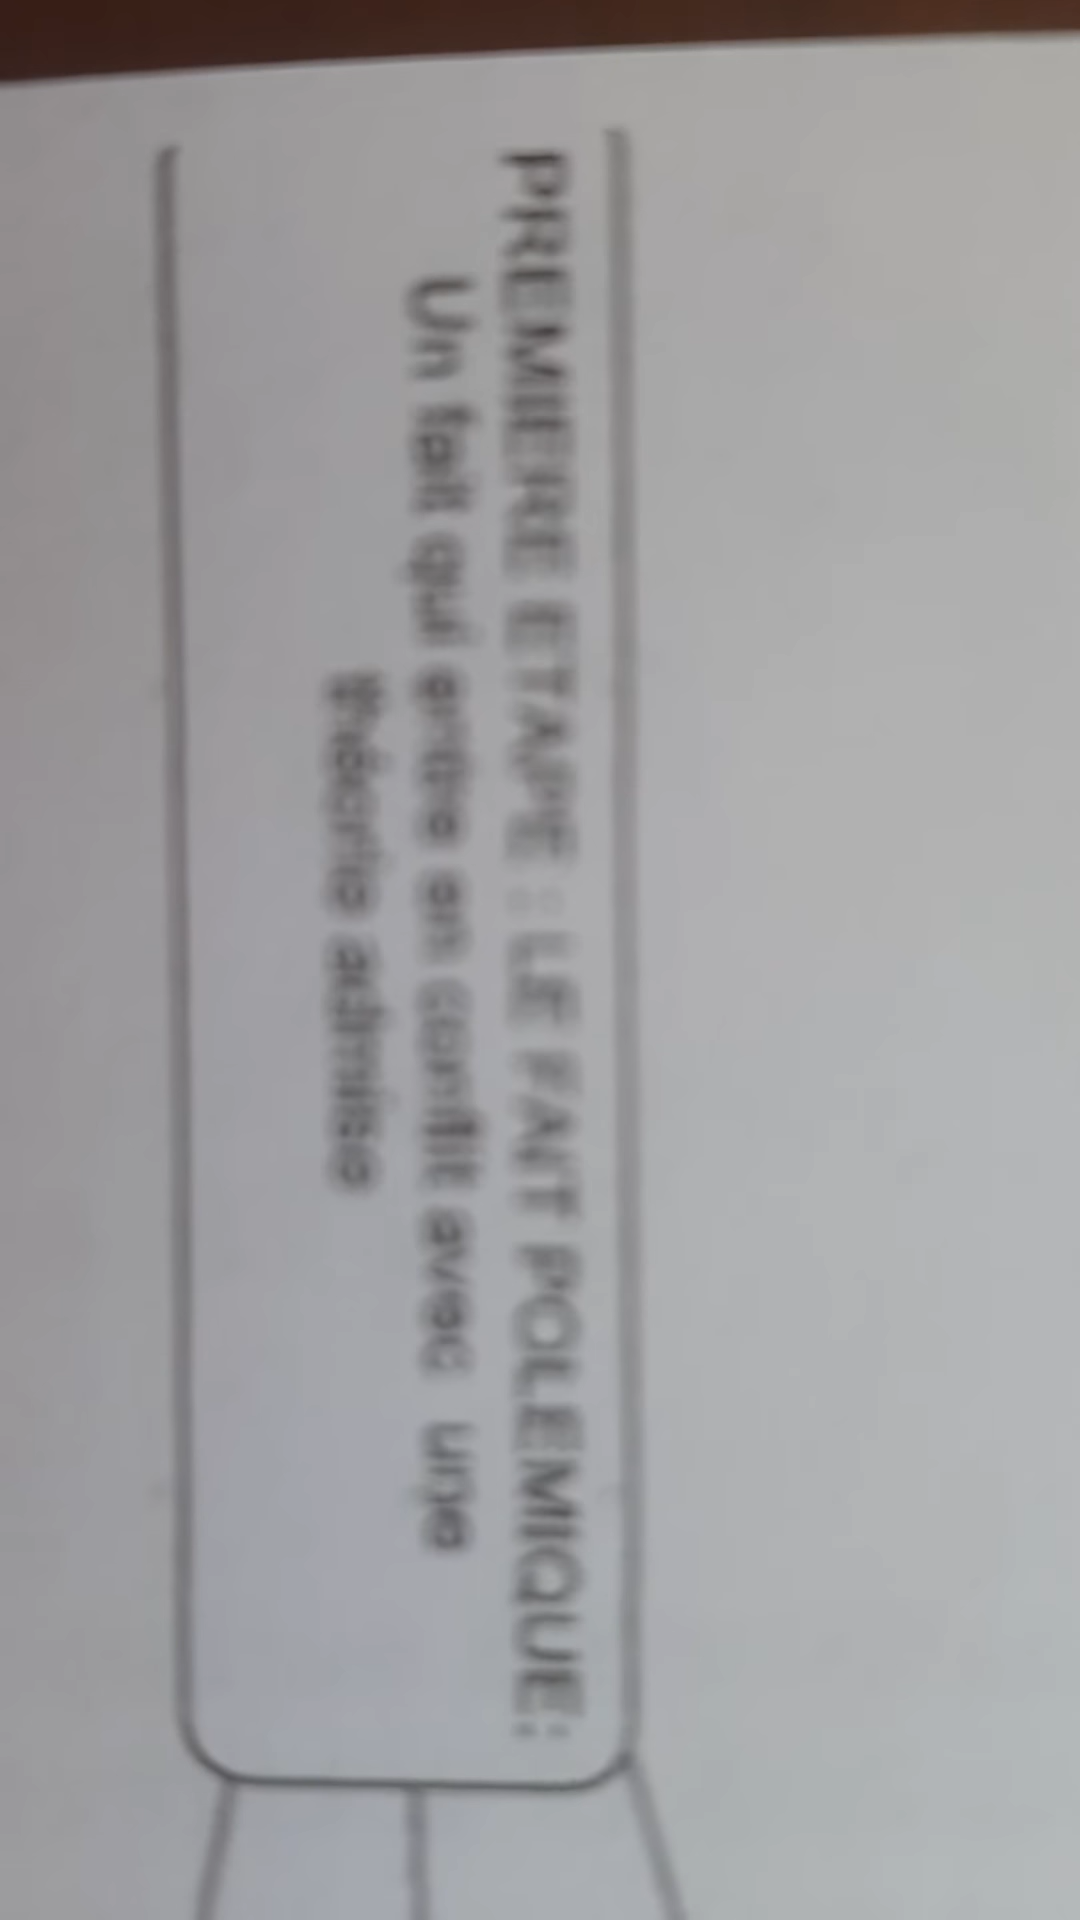 PREMIERE ETAPE : LE FAIT POLEMIQUE :
Un fait qui entre en conflit avec une
théorie admise